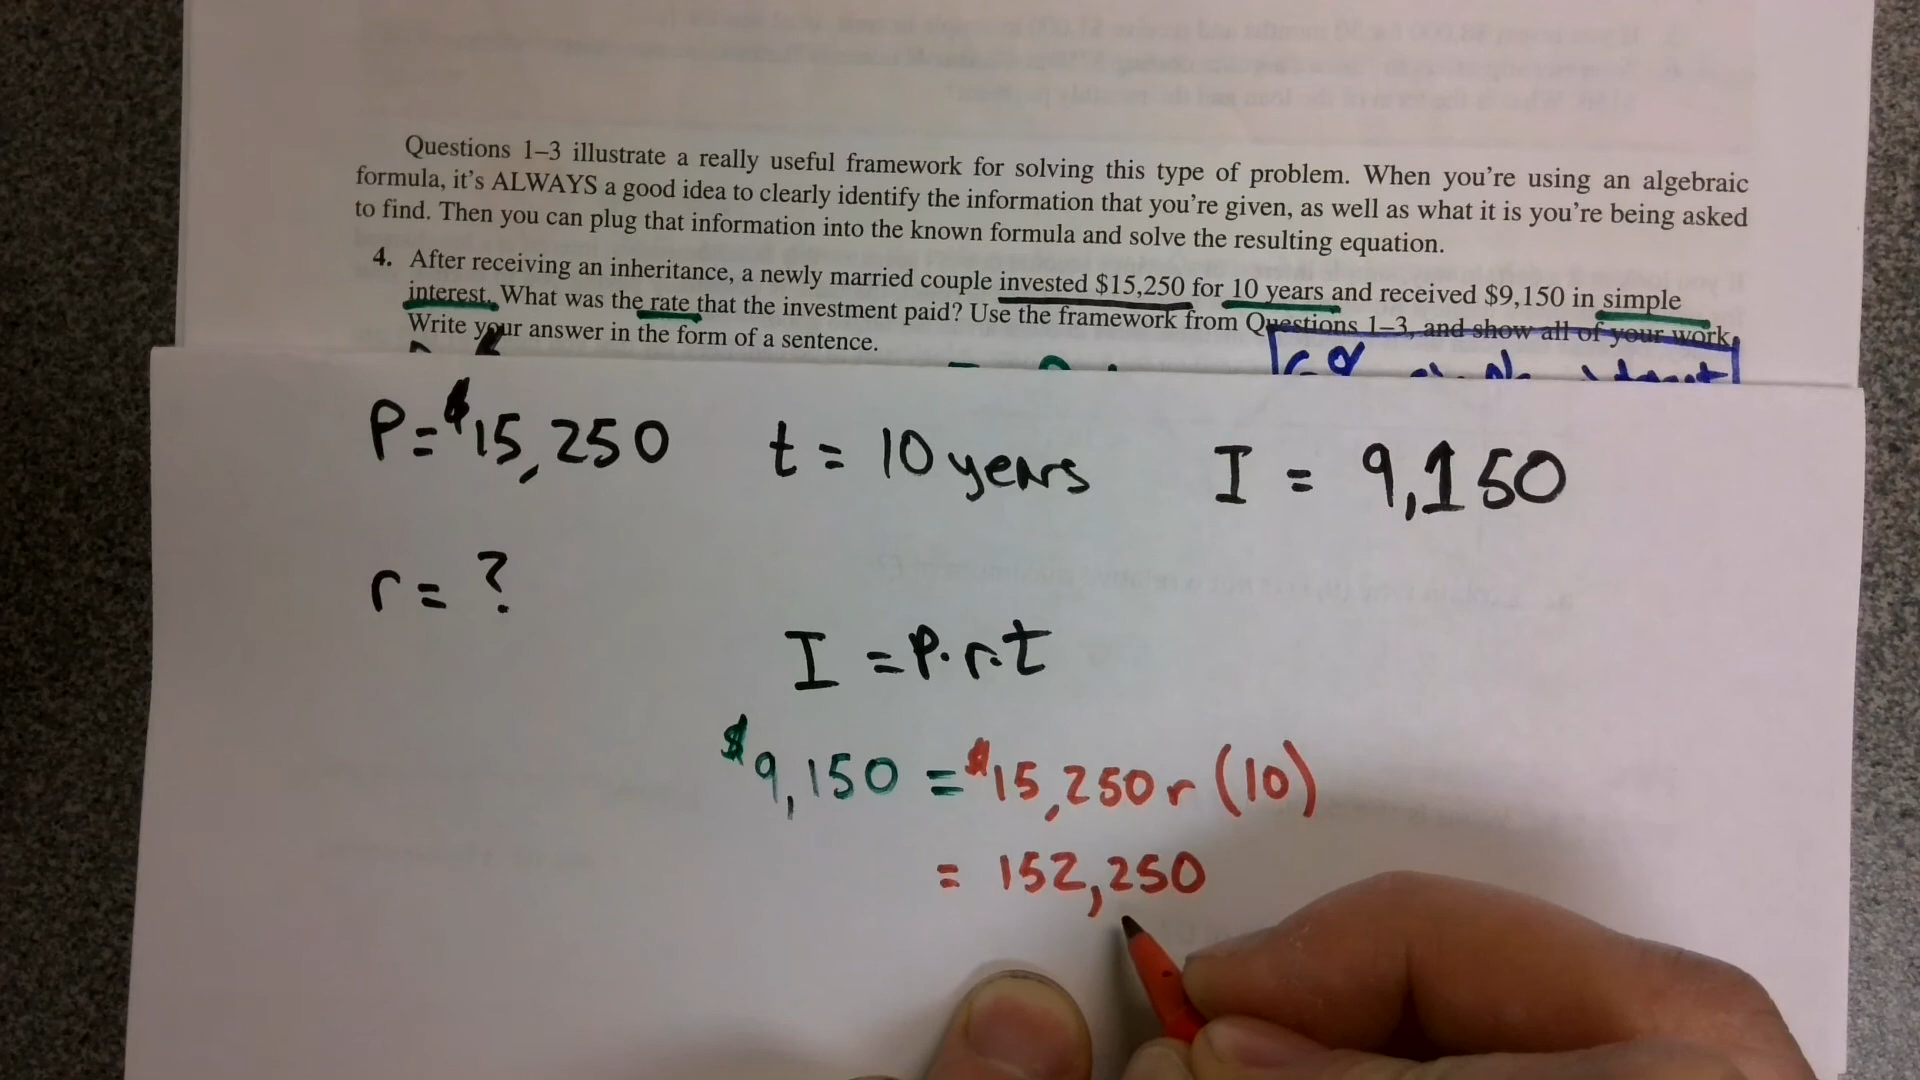 Questions 1–3 illustrate a really useful framework for solving this type of problem. When you're using an algebraic
formula, it's ALWAYS a good idea to clearly identify the information that you're given, as well as what it is you're being asked
to find. Then you can plug that information into the known formula and solve the resulting equation.
4. After receiving an inheritance, a newly married couple invested $15,250 for 10 years and received $9,150 in simple
interest. What was the rate that the investment paid? Use the framework from Questions 1–3, and show all of your work.
Write your answer in the form of a sentence.
P=$15,250 t = 10 years I = 9,150
r = ?
I = P.r.t
$9,150 = $15,250 r (10)
= 152,250